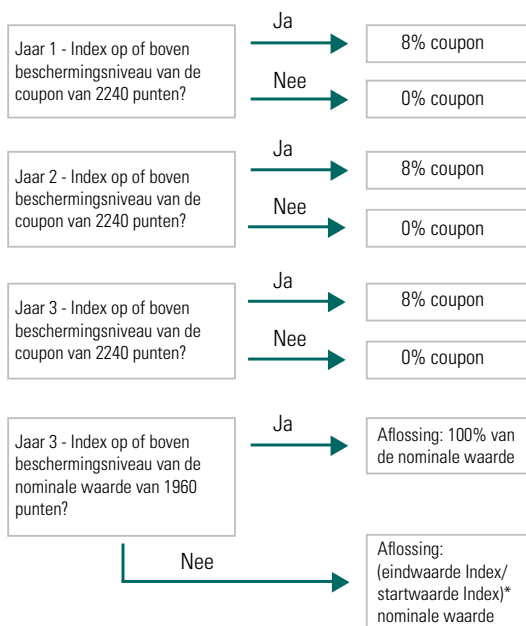 Jaar 1 - Index op of boven
beschermingsniveau van de
coupon van 2240 punten?
Ja
8% coupon
Nee
0% coupon
Jaar 2 - Index op of boven
beschermingsniveau van de
coupon van 2240 punten?
Ja
8% coupon
Nee
0% coupon
Jaar 3 - Index op of boven
beschermingsniveau van de
coupon van 2240 punten?
Ja
8% coupon
Nee
0% coupon
Jaar 3 - Index op of boven
beschermingsniveau van de
nominale waarde van 1960
punten?
Ja
Aflossing: 100% van
de nominale waarde
Nee
Aflossing:
(eindwaarde Index/
startwaarde Index)*
nominale waarde